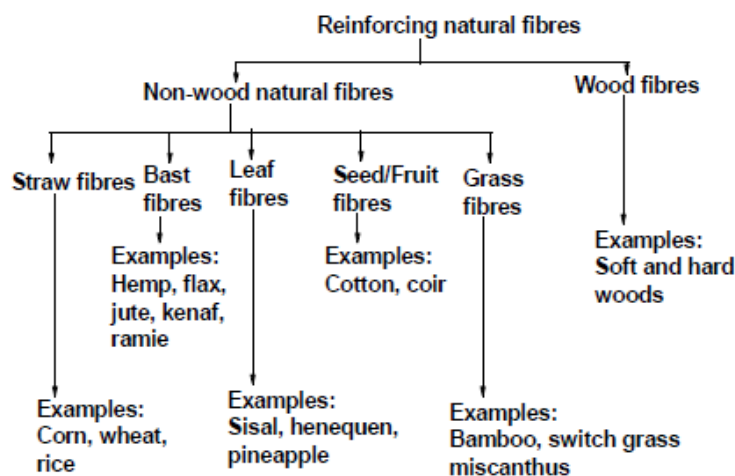 Reinforcing natural fibres
Non-wood natural fibres
Wood fibres
Straw fibres
Bast
fibres
Leaf
fibres
Seed/Fruit
fibres
Grass
fibres
Examples:
Hemp, flax,
jute, kenaf,
ramie
Examples:
Cotton, coir
Examples:
Soft and hard
woods
Examples:
Corn, wheat,
rice
Examples:
Sisal, henequen,
pineapple
Examples:
Bamboo, switch grass
miscanthus